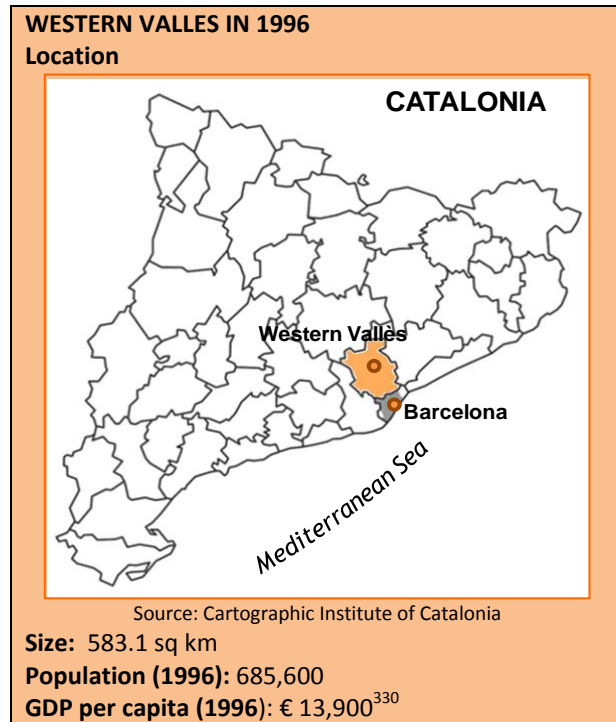 WESTERN VALLES IN 1996
Location
CATALONIA
Western Vallès
Barcelona
Mediterranean Sea
Source: Cartographic Institute of Catalonia
Size: 583.1 sq km
Population (1996): 685,600
GDP per capita (1996): € 13,900330